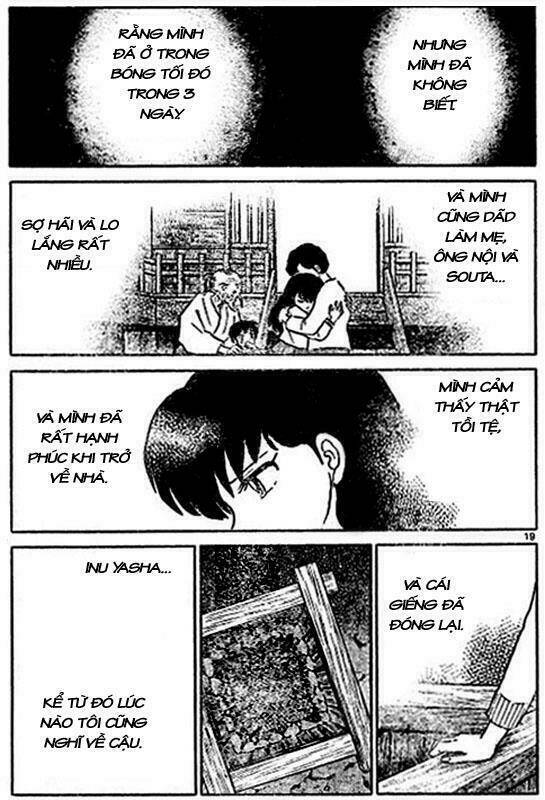 NHƯNG
MÌNH ĐÃ
KHÔNG
BIẾT,
RẰNG MÌNH
ĐÃ Ở TRONG
BÓNG TỐI ĐÓ
TRONG 3
NGÀY
VÀ MÌNH
CŨNG DÃD
LÀM MẸ,
ÔNG NỘI VÀ
SOUTA...
SỢ HÃI VÀ LO
LẮNG RẤT
NHIỀU.
MÌNH CẢM
THẤY THẬT
TỒI TỆ,
VÀ MÌNH ĐÃ
RẤT HẠNH
PHÚC KHI TRỞ
VỀ NHÀ.
19
VÀ CÁI
GIẾNG ĐÃ
ĐÓNG LẠI.
INU YASHA...
KỂ TỪ ĐÓ LÚC
NÀO TÔI CŨNG
NGHĨ VỀ CẬU.